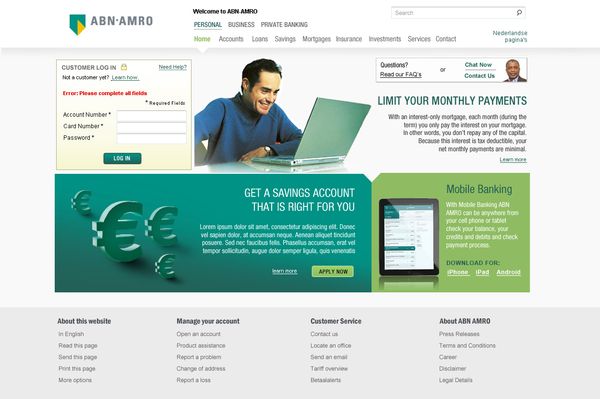 ABN·AMRO
Welcome to ABN·AMRO
Search
PERSONAL BUSINESS PRIVATE BANKING
Home Accounts Loans Savings Mortgages Insurance Investments Services Contact
Nederlandse
pagina's
CUSTOMER LOG IN
Need Help?
Not a customer yet? Learn how.
Error: Please complete all fields
* Required Fields
Account Number *
Card Number *
Password *
LOG IN
Questions?
Read our FAQ's
or
Chat Now
Contact Us
LIMIT YOUR MONTHLY PAYMENTS
With an interest-only mortgage, each month (during the
term) you only pay the interest on your mortgage.
In other words, you don't repay any of the capital.
Because this interest is tax deductible, your
net monthly payments are minimal.
Learn more
GET A SAVINGS ACCOUNT
THAT IS RIGHT FOR YOU
Lorem ipsum dolor sit amet, consectetur adipiscing elit. Donec
vel sapien dolor, at accumsan neque. Aenean aliquet tincidunt
posuere. Sed nec faucibus felis. Phasellus accumsan, erat vel
tempor sollicitudin, augue dolor semper ligula, quis venenatis
learn more
APPLY NOW
Mobile Banking
With Mobile Banking ABN
AMRO can be anywhere from
your cell phone or tablet
check your balance, your
credits and debits and check
payment process.
DOWNLOAD FOR:
iPhone iPad Android
About this website
In English
Read this page
Send this page
Print this page
More options
Manage your account
Open an account
Product assistance
Report a problem
Change of address
Report a loss
Customer Service
Contact us
Locate an office
Send an email
Tariff overview
Betaalalerts
About ABN AMRO
Press Releases
Terms and Conditions
Career
Disclaimer
Legal Details